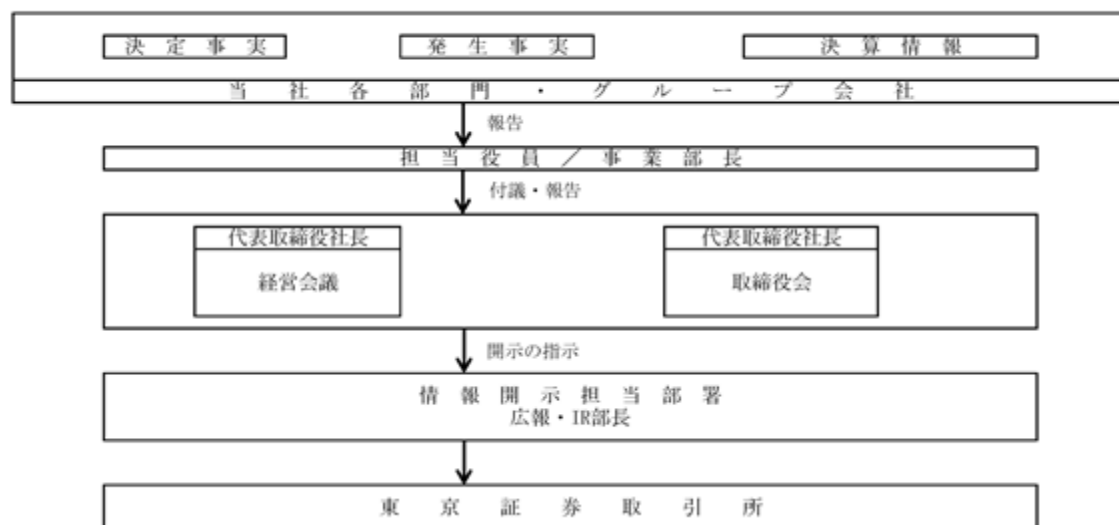 決定事実 発生事実 決算情報
当社各部門・グループ会社
報告
担当役員／事業部長
付議・報告
代表取締役社長 代表取締役社長
経営会議 取締役会
開示の指示
情報開示担当部署
広報・IR部長
東京証券取引所